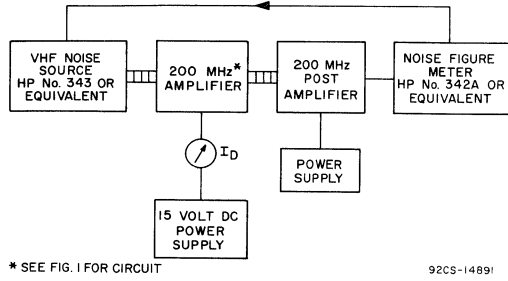 VHF NOISE
SOURCE
HP No. 343 OR
EQUIVALENT
200 MHz*
AMPLIFIER
200 MHz
POST
AMPLIFIER
NOISE FIGURE
METER
HP No. 342A OR
EQUIVALENT
ID
POWER
SUPPLY
15 VOLT DC
POWER
SUPPLY
* SEE FIG. 1 FOR CIRCUIT
92CS-14891